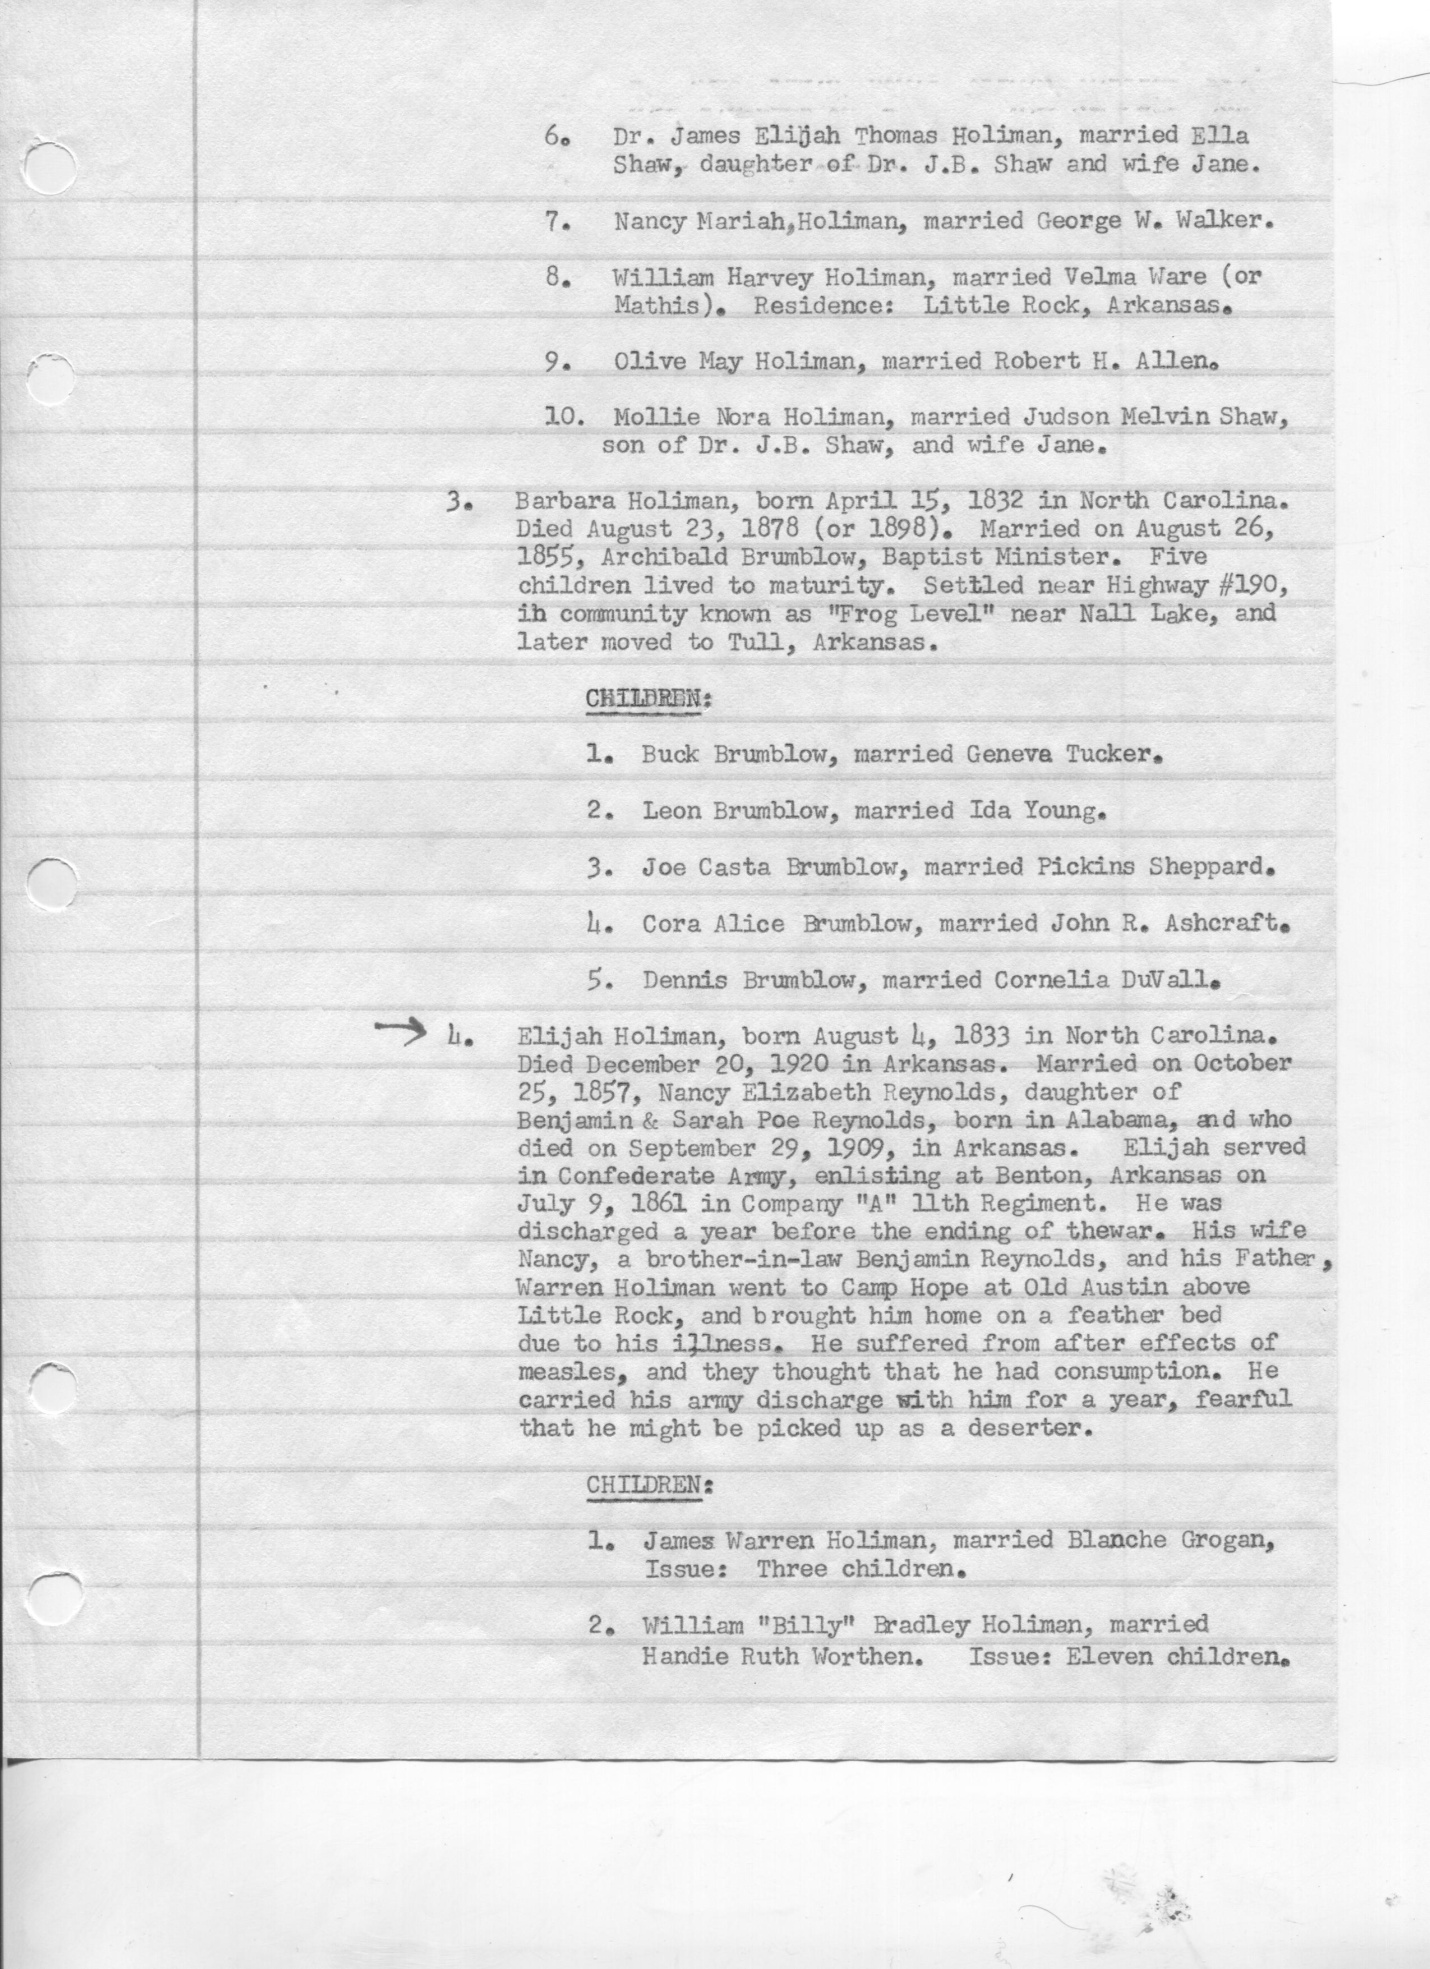 6. Dr. James Elijah Thomas Holiman, married Ella
Shaw, daughter of Dr. J.B. Shaw and wife Jane.
7. Nancy Mariah,Holiman, married George W. Walker.
8. William Harvey Holiman, married Velma Ware (or
Mathis). Residence: Little Rock, Arkansas.
9. Olive May Holiman, married Robert H. Allen.
10. Mollie Nora Holiman, married Judson Melvin Shaw,
son of Dr. J.B. Shaw, and wife Jane.
3. Barbara Holiman, born April 15, 1832 in North Carolina.
Died August 23, 1878 (or 1898). Married on August 26,
1855, Archibald Brumblow, Baptist Minister. Five
children lived to maturity. Settled near Highway #190,
in community known as "Frog Level" near Nall Lake, and
later moved to Tull, Arkansas.
CHILDREN:
1. Buck Brumblow, married Geneva Tucker.
2. Leon Brumblow, married Ida Young.
3. Joe Casta Brumblow, married Pickins Sheppard.
4. Cora Alice Brumblow, married John R. Ashcraft.
5. Dennis Brumblow, married Cornelia DuVall.
→ 4. Elijah Holiman, born August 4, 1833 in North Carolina.
Died December 20, 1920 in Arkansas. Married on October
25, 1857, Nancy Elizabeth Reynolds, daughter of
Benjamin & Sarah Poe Reynolds, born in Alabama, and who
died on September 29, 1909, in Arkansas. Elijah served
in Confederate Army, enlisting at Benton, Arkansas on
July 9, 1861 in Company "A" 11th Regiment. He was
discharged a year before the ending of thewar. His wife
Nancy, a brother-in-law Benjamin Reynolds, and his Father,
Warren Holiman went to Camp Hope at Old Austin above
Little Rock, and brought him home on a feather bed
due to his illness. He suffered from after effects of
measles, and they thought that he had consumption. He
carried his army discharge with him for a year, fearful
that he might be picked up as a deserter.
CHILDREN:
1. James Warren Holiman, married Blanche Grogan,
Issue: Three children.
2. William "Billy" Bradley Holiman, married
Handie Ruth Worthen. Issue: Eleven children.